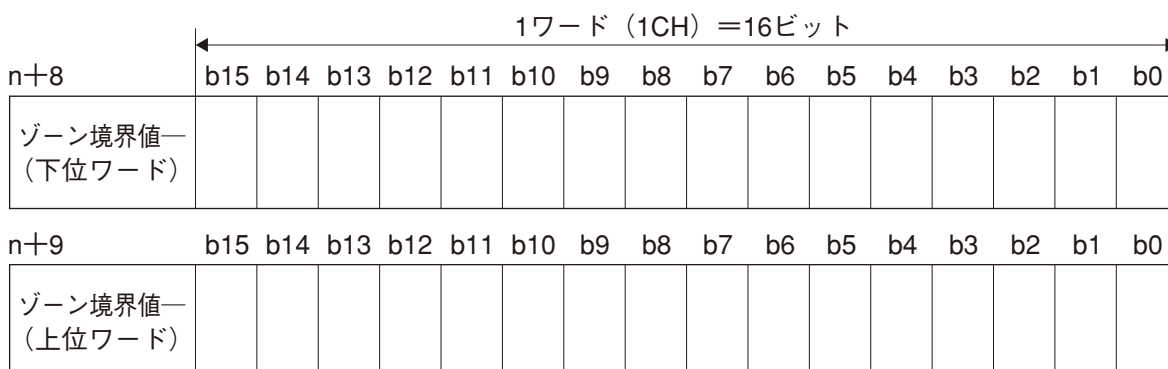 1ワード（1CH）＝16ビット
n＋8 b15 b14 b13 b12 b11 b10 b9 b8 b7 b6 b5 b4 b3 b2 b1 b0
ゾーン境界値―
（下位ワード）
n＋9 b15 b14 b13 b12 b11 b10 b9 b8 b7 b6 b5 b4 b3 b2 b1 b0
ゾーン境界値―
（上位ワード）